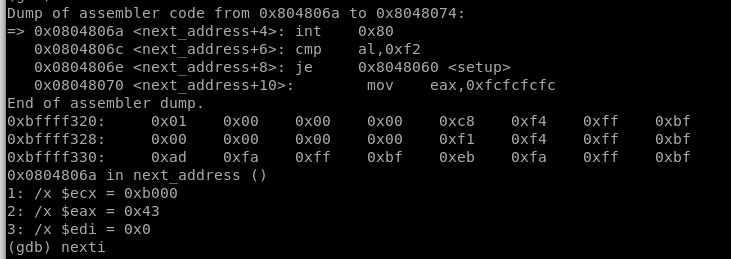 Dump of assembler code from 0x804806a to 0x8048074:
=> 0x0804806a <next_address+4>: int    0x80
   0x0804806c <next_address+6>: cmp    al,0xf2
   0x0804806e <next_address+8>: je     0x8048060 <setup>
   0x08048070 <next_address+10>:        mov    eax,0xfcfcfcfc
End of assembler dump.
0xbffff320:     0x01    0x00    0x00    0x00    0xc8    0xf4    0xff    0xbf
0xbffff328:     0x00    0x00    0x00    0x00    0xf1    0xf4    0xff    0xbf
0xbffff330:     0xad    0xfa    0xff    0xbf    0xeb    0xfa    0xff    0xbf
0x0804806a in next_address ()
1: /x $ecx = 0xb000
2: /x $eax = 0x43
3: /x $edi = 0x0
(gdb) nexti